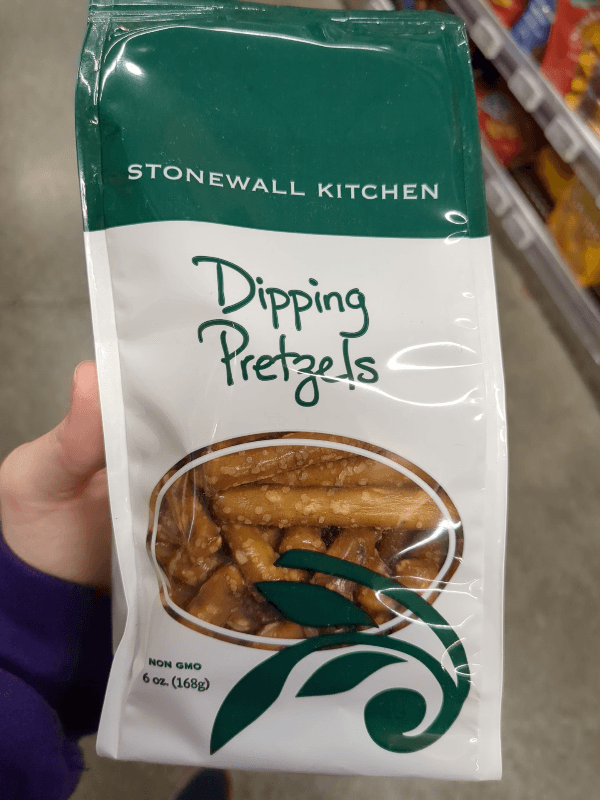 STONEWALL KITCHEN
Dipping
Pretzels
NON GMO
6 oz. (168g)